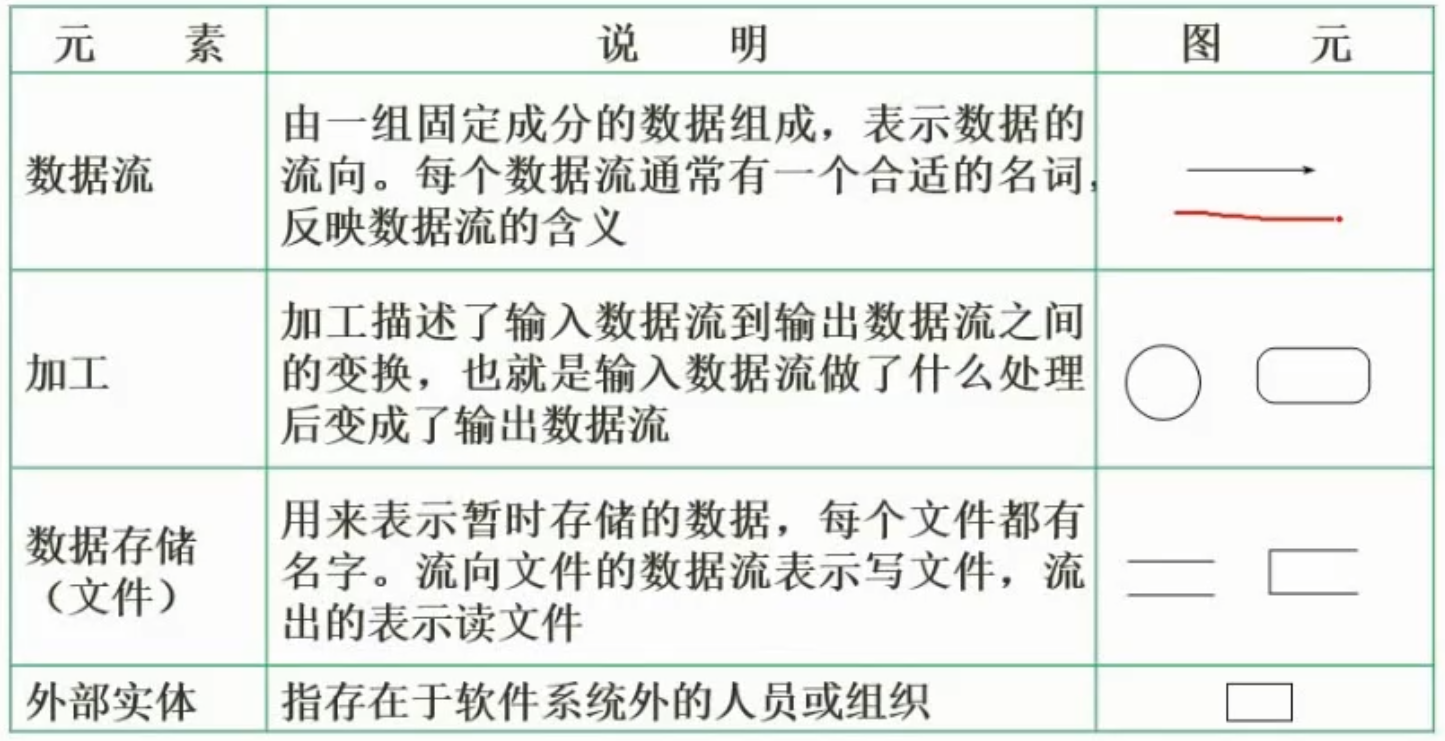 元 素 说 明 图 元
数据流
由一组固定成分的数据组成，表示数据的
流向。每个数据流通常有一个合适的名词，
反映数据流的含义
加工
加工描述了输入数据流到输出数据流之间
的变换，也就是输入数据流做了什么处理
后变成了输出数据流
数据存储
（文件）
用来表示暂时存储的数据，每个文件都有
名字。流向文件的数据流表示写文件，流
出的表示读文件
外部实体
指存在于软件系统外的人员或组织